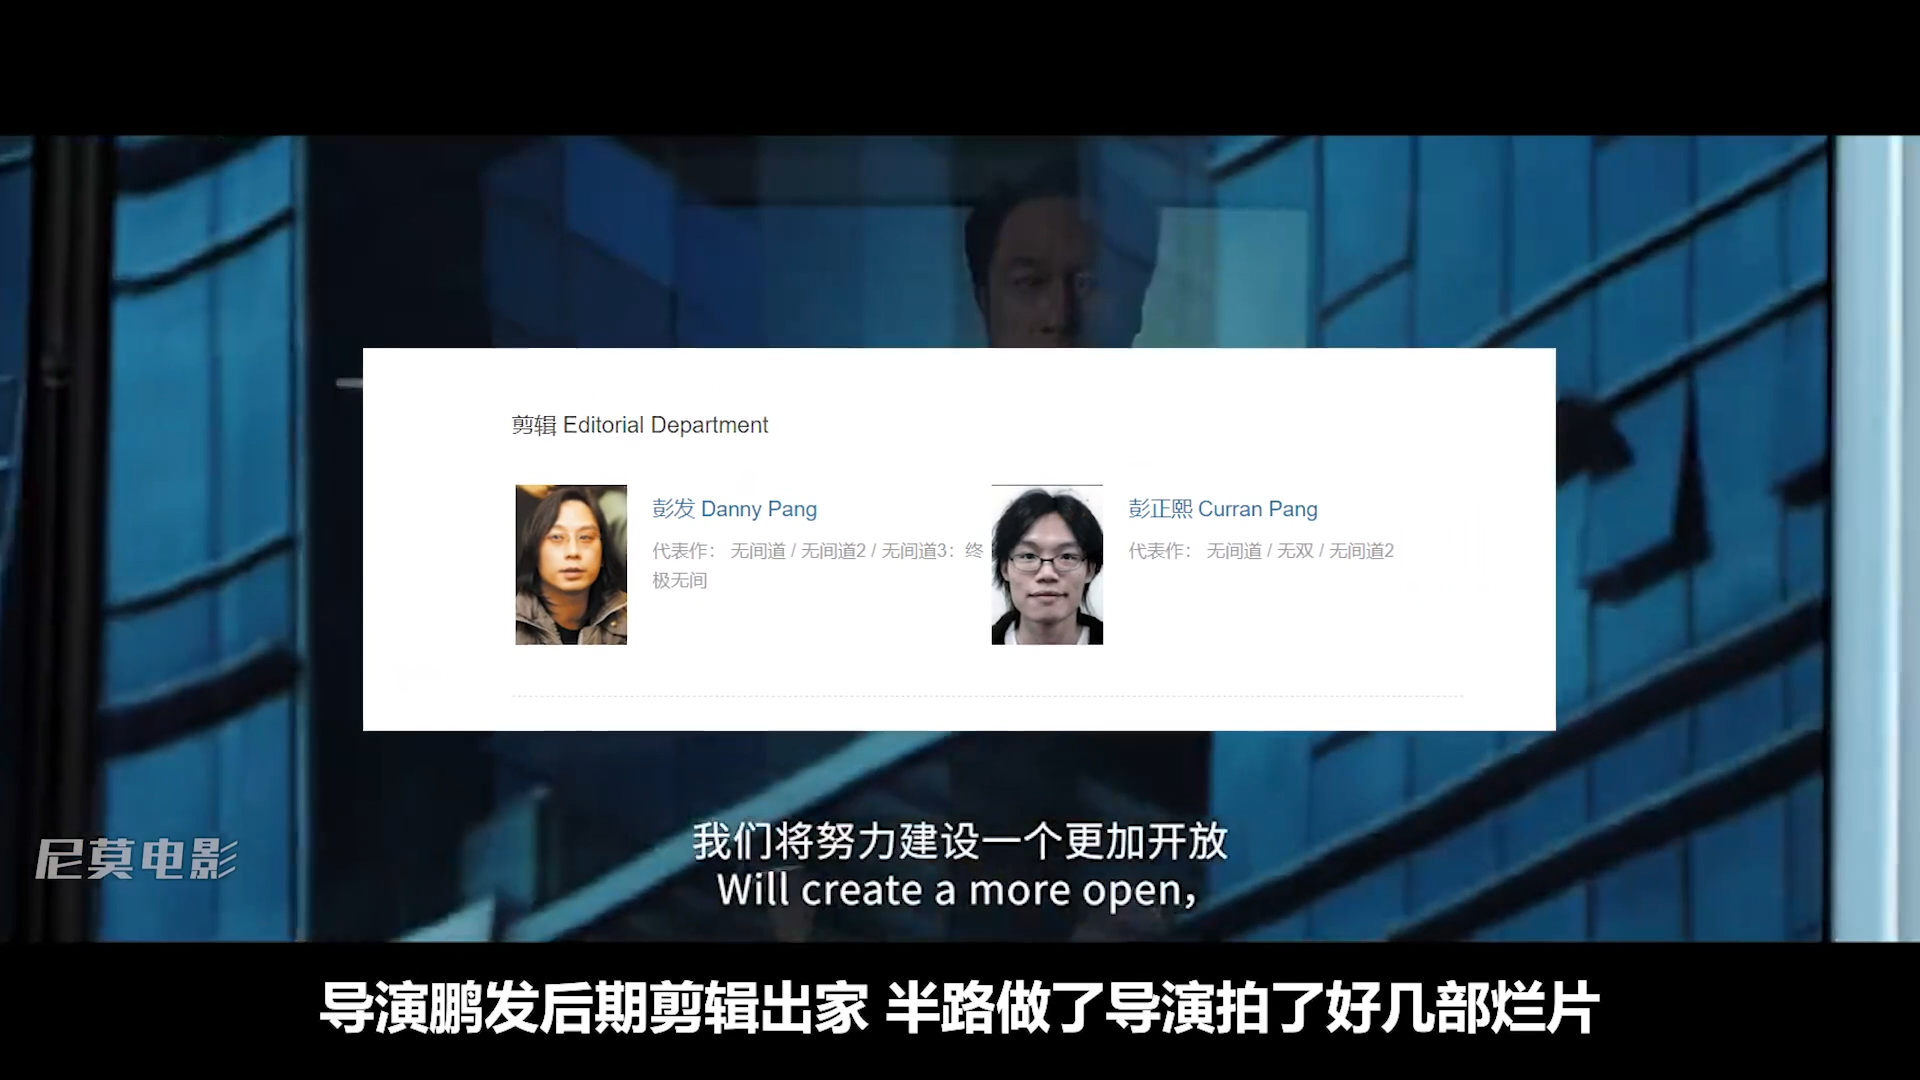 剪辑 Editorial Department
彭发 Danny Pang
代表作： 无间道 / 无间道2 / 无间道3：终
极无间
彭正熙 Curran Pang
代表作： 无间道 / 无双 / 无间道2
尼莫电影
我们将努力建设一个更加开放
Will create a more open,
导演鹏发后期剪辑出家 半路做了导演拍了好几部烂片